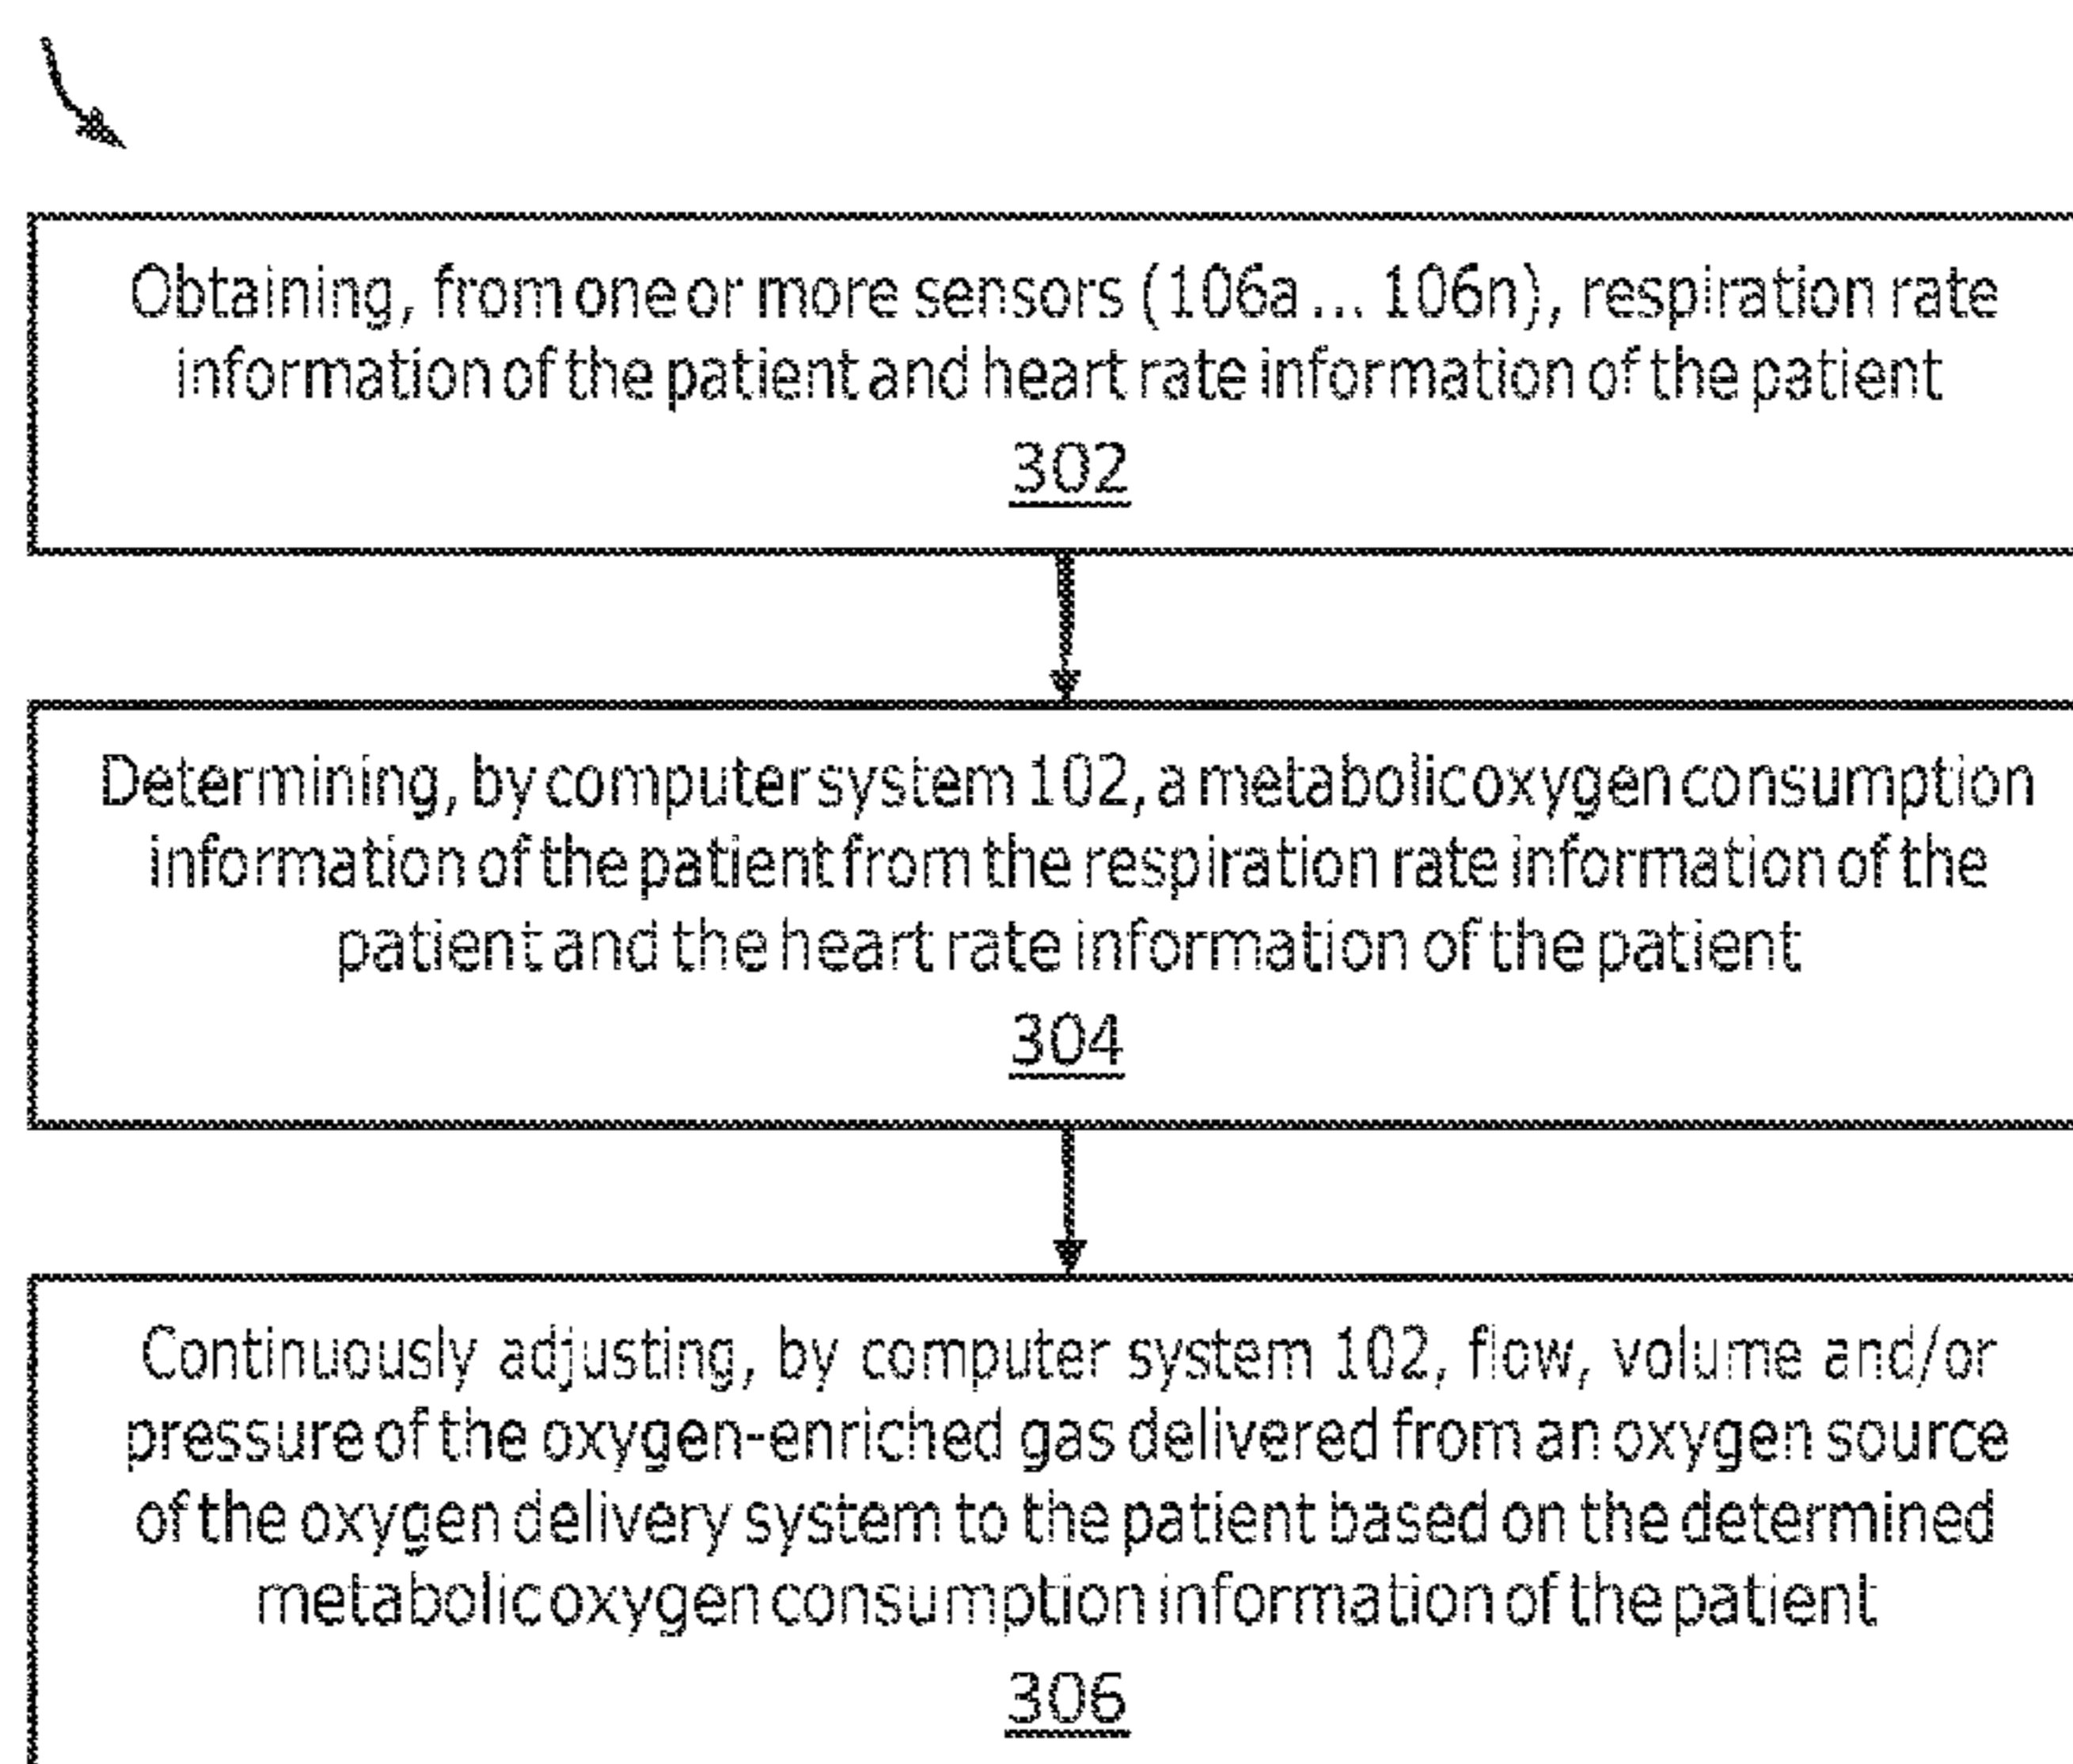 Obtaining, from one or more sensors (106a... 106n), respiration rate
information of the patient and heart rate information of the patient
302
Determining, by computer system 102, a metabolic oxygen consumption
information of the patient from the respiration rate information of the
patient and the heart rate information of the patient
304
Continuously adjusting, by computer system 102, flow, volume and/or
pressure of the oxygen-enriched gas delivered from an oxygen source
of the oxygen delivery system to the patient based on the determined
metabolic oxygen consumption information of the patient
306